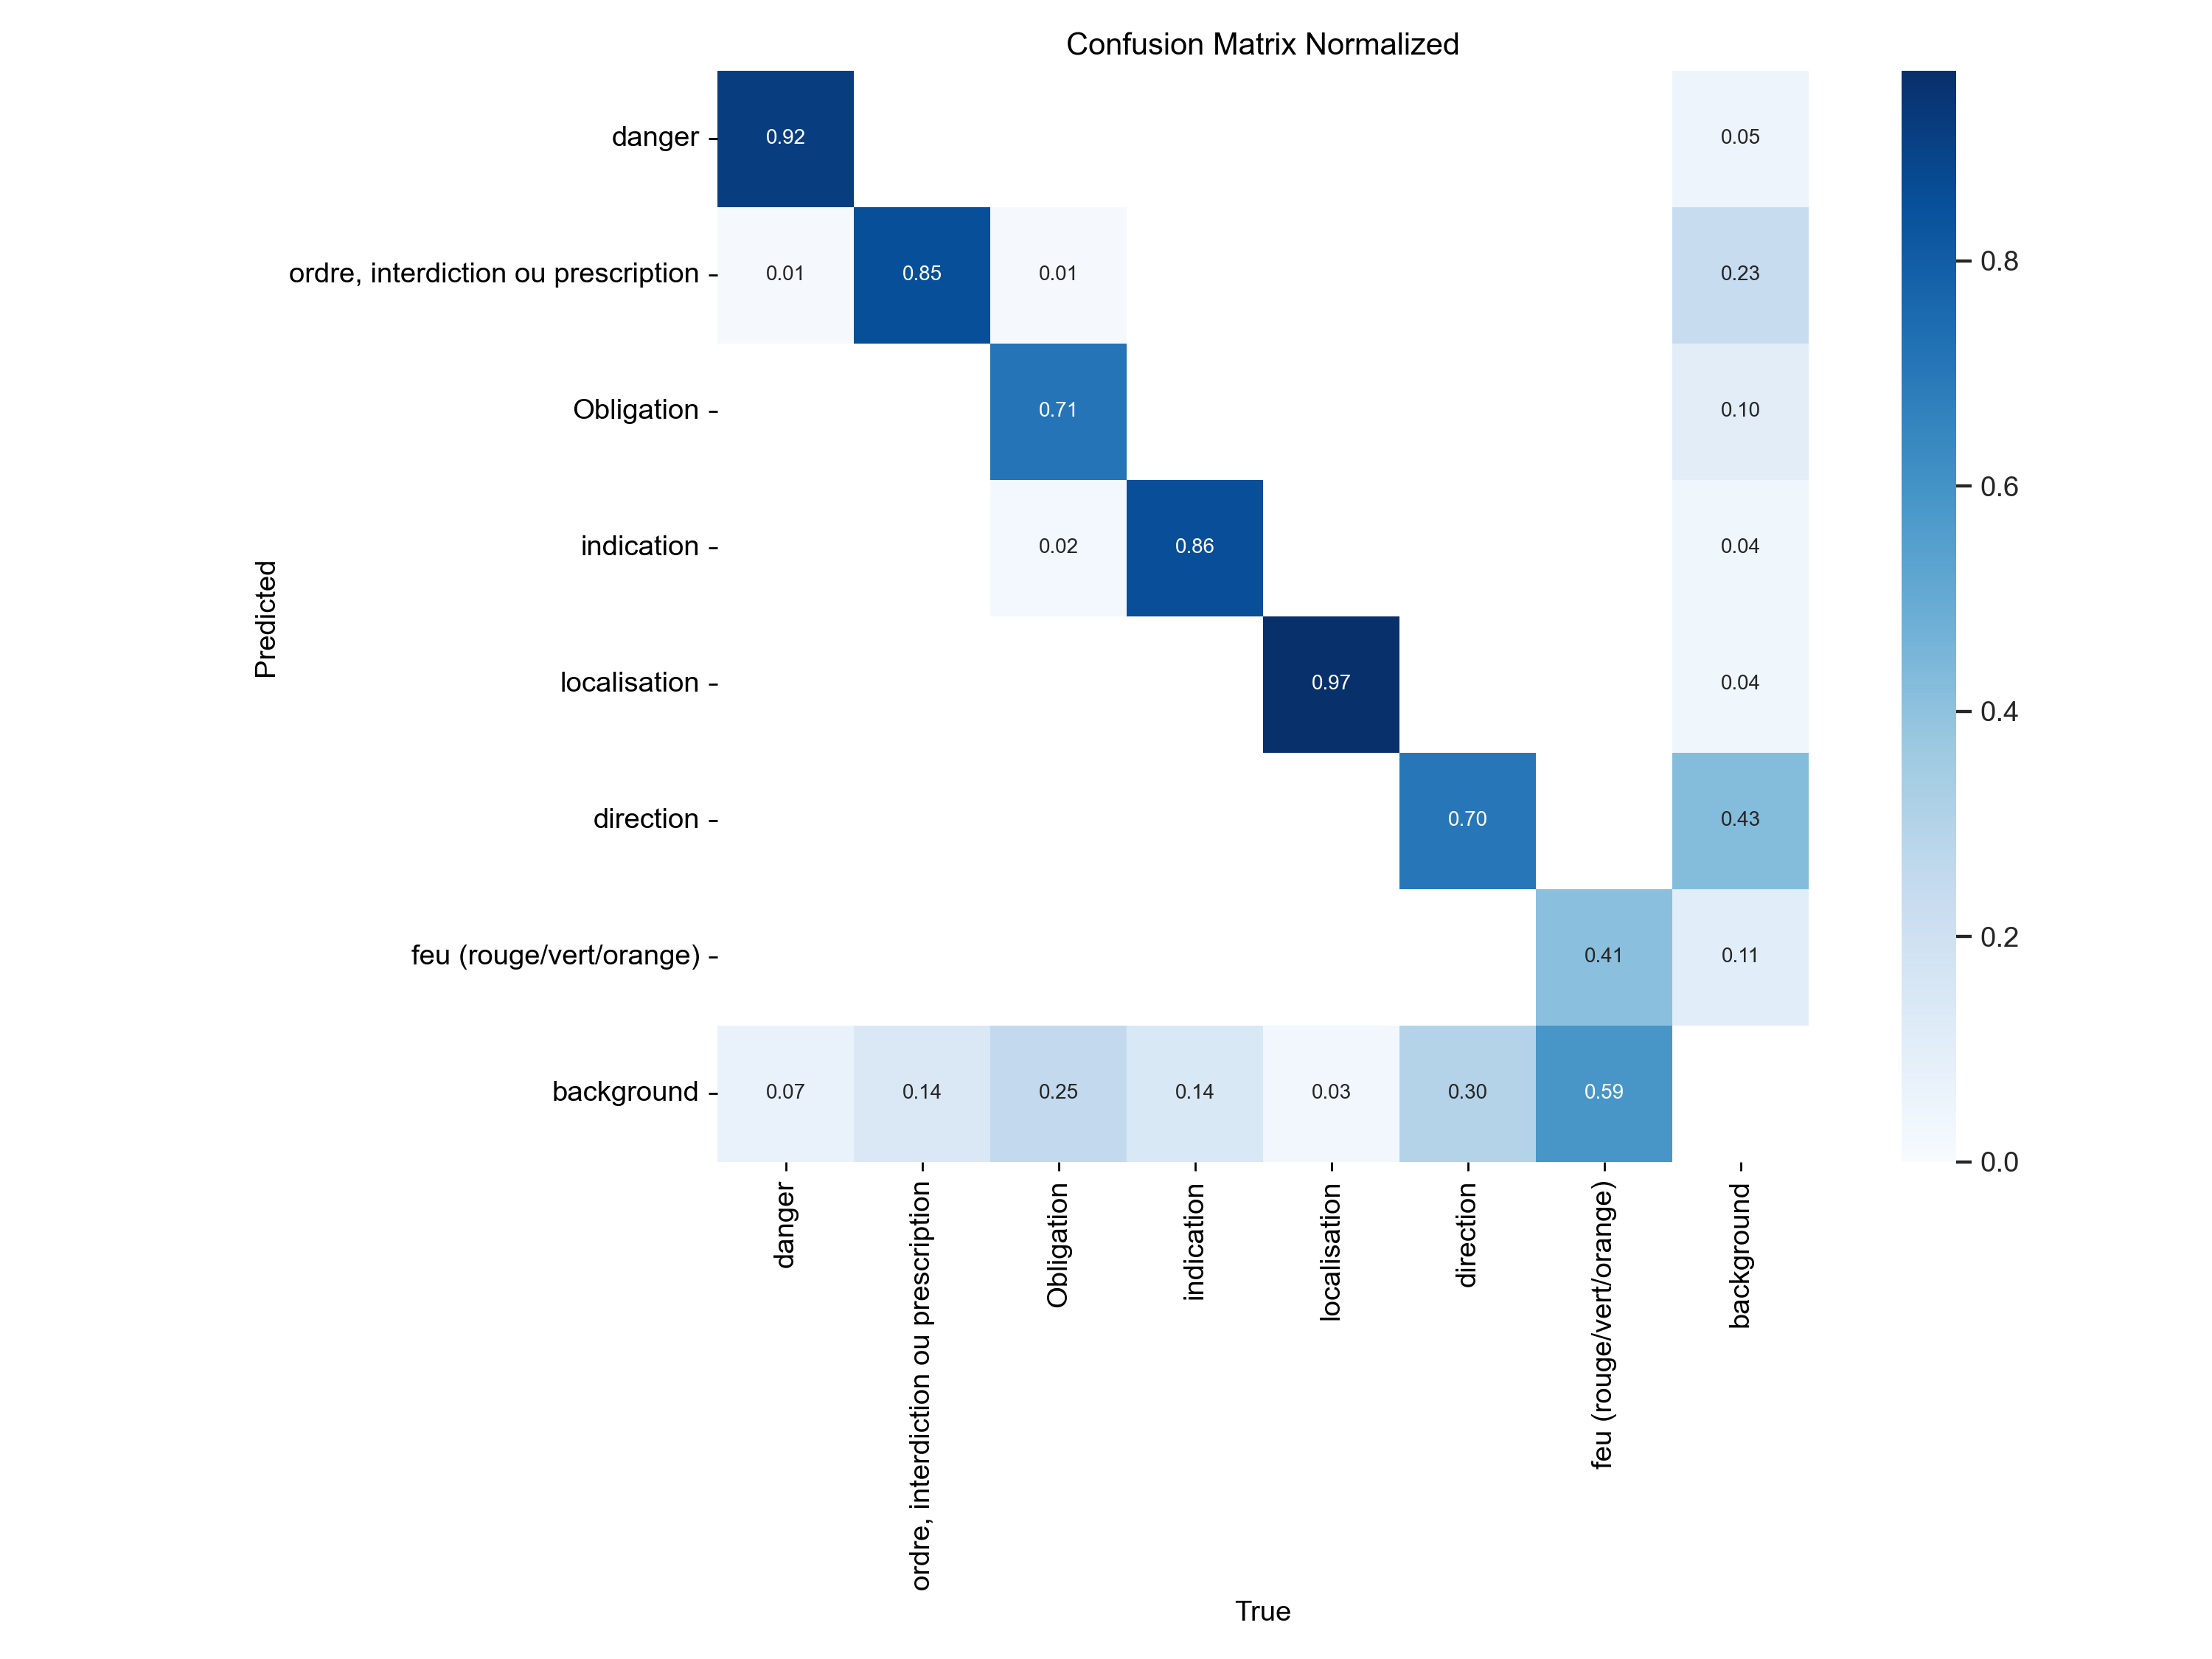 Confusion Matrix Normalized
danger
0.92
0.05
ordre, interdiction ou prescription
0.01
0.85
0.01
0.23
0.8
Obligation
0.71
0.10
0.6
indication
0.02
0.86
0.04
Predicted
localisation
0.97
0.04
0.4
direction
0.70
0.43
0.2
feu (rouge/vert/orange)
0.41
0.11
background
0.07
0.14
0.25
0.14
0.03
0.30
0.59
0.0
danger
ordre, interdiction ou prescription
Obligation
indication
localisation
direction
feu (rouge/vert/orange)
background
True